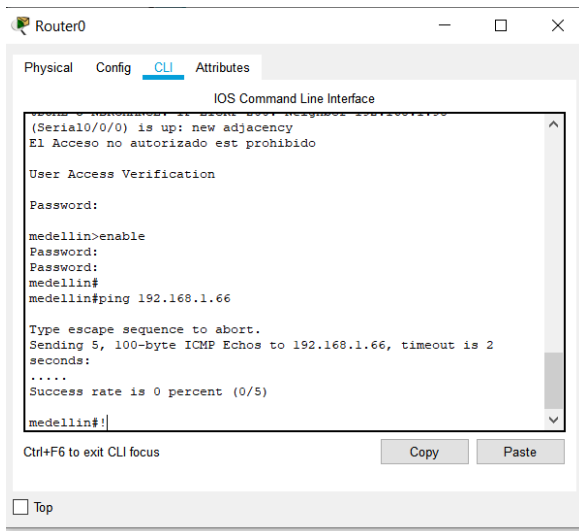 Router0
Physical Config CLI Attributes
IOS Command Line Interface
(Serial0/0/0) is up: new adjacency
El Acceso no autorizado est prohibido
User Access Verification
Password:
medellin>enable
Password:
Password:
medellin#
medellin#ping 192.168.1.66
Type escape sequence to abort.
Sending 5, 100-byte ICMP Echos to 192.168.1.66, timeout is 2
seconds:
.....
Success rate is 0 percent (0/5)
medellin#!
Ctrl+F6 to exit CLI focus
Copy
Paste
Top